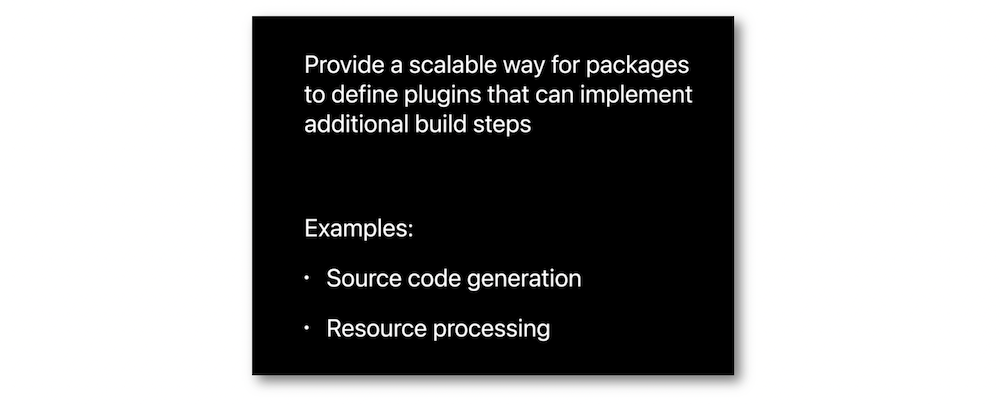 Provide a scalable way for packages
to define plugins that can implement
additional build steps
Examples:
• Source code generation
• Resource processing